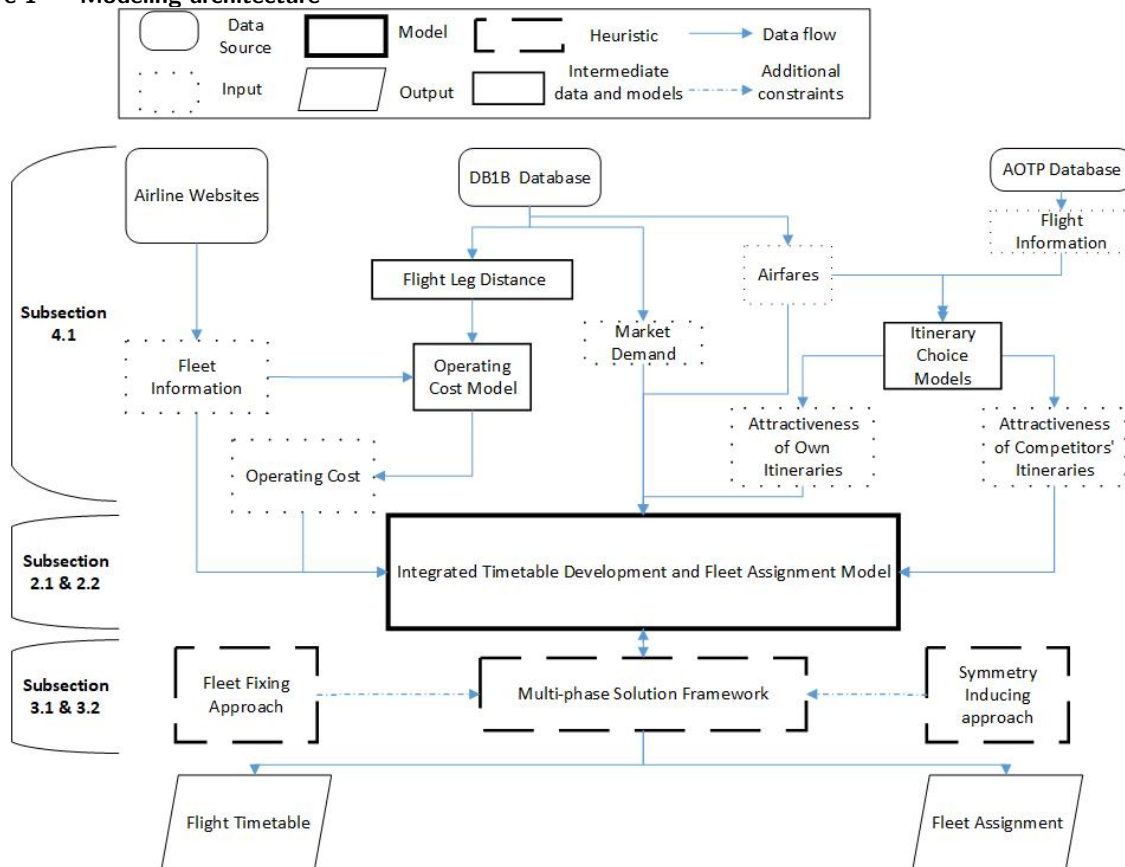 Modeling architecture
Data
Source
Model
Heuristic
Data flow
Input
Output
Intermediate
data and models
Additional
constraints
Airline Websites
DB1B Database
AOTP Database
Flight
Information
Flight Leg Distance
Airfares
Subsection
4.1
Market
Demand
Itinerary
Choice
Models
Fleet
Information
Operating
Cost Model
Attractiveness
of Own
Itineraries
Attractiveness
of Competitors'
Itineraries
Operating Cost
Subsection
2.1 & 2.2
Integrated Timetable Development and Fleet Assignment Model
Subsection
3.1 & 3.2
Fleet Fixing
Approach
Multi-phase Solution Framework
Symmetry
Inducing
approach
Flight Timetable
Fleet Assignment